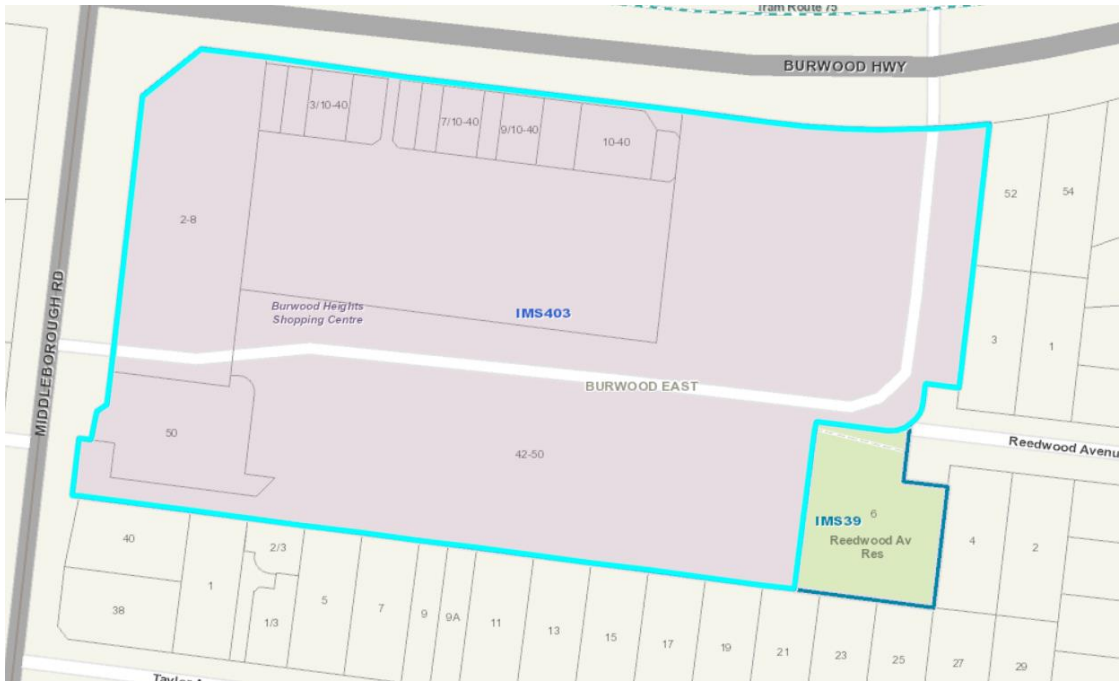 Tram Route 75
BURWOOD HWY
3/10-40
7/10-40
9/10-40
10-40
52
54
2-8
MIDDLEBOROUGH RD
Burwood Heights
Shopping Centre
IMS403
3
1
BURWOOD EAST
50
42-50
Reedwood Avenu
IMS39
6
Reedwood Av
Res
4
2
40
2/3
1
38
1/3
5
7
9
9A
11
13
15
17
19
21
23
25
27
29